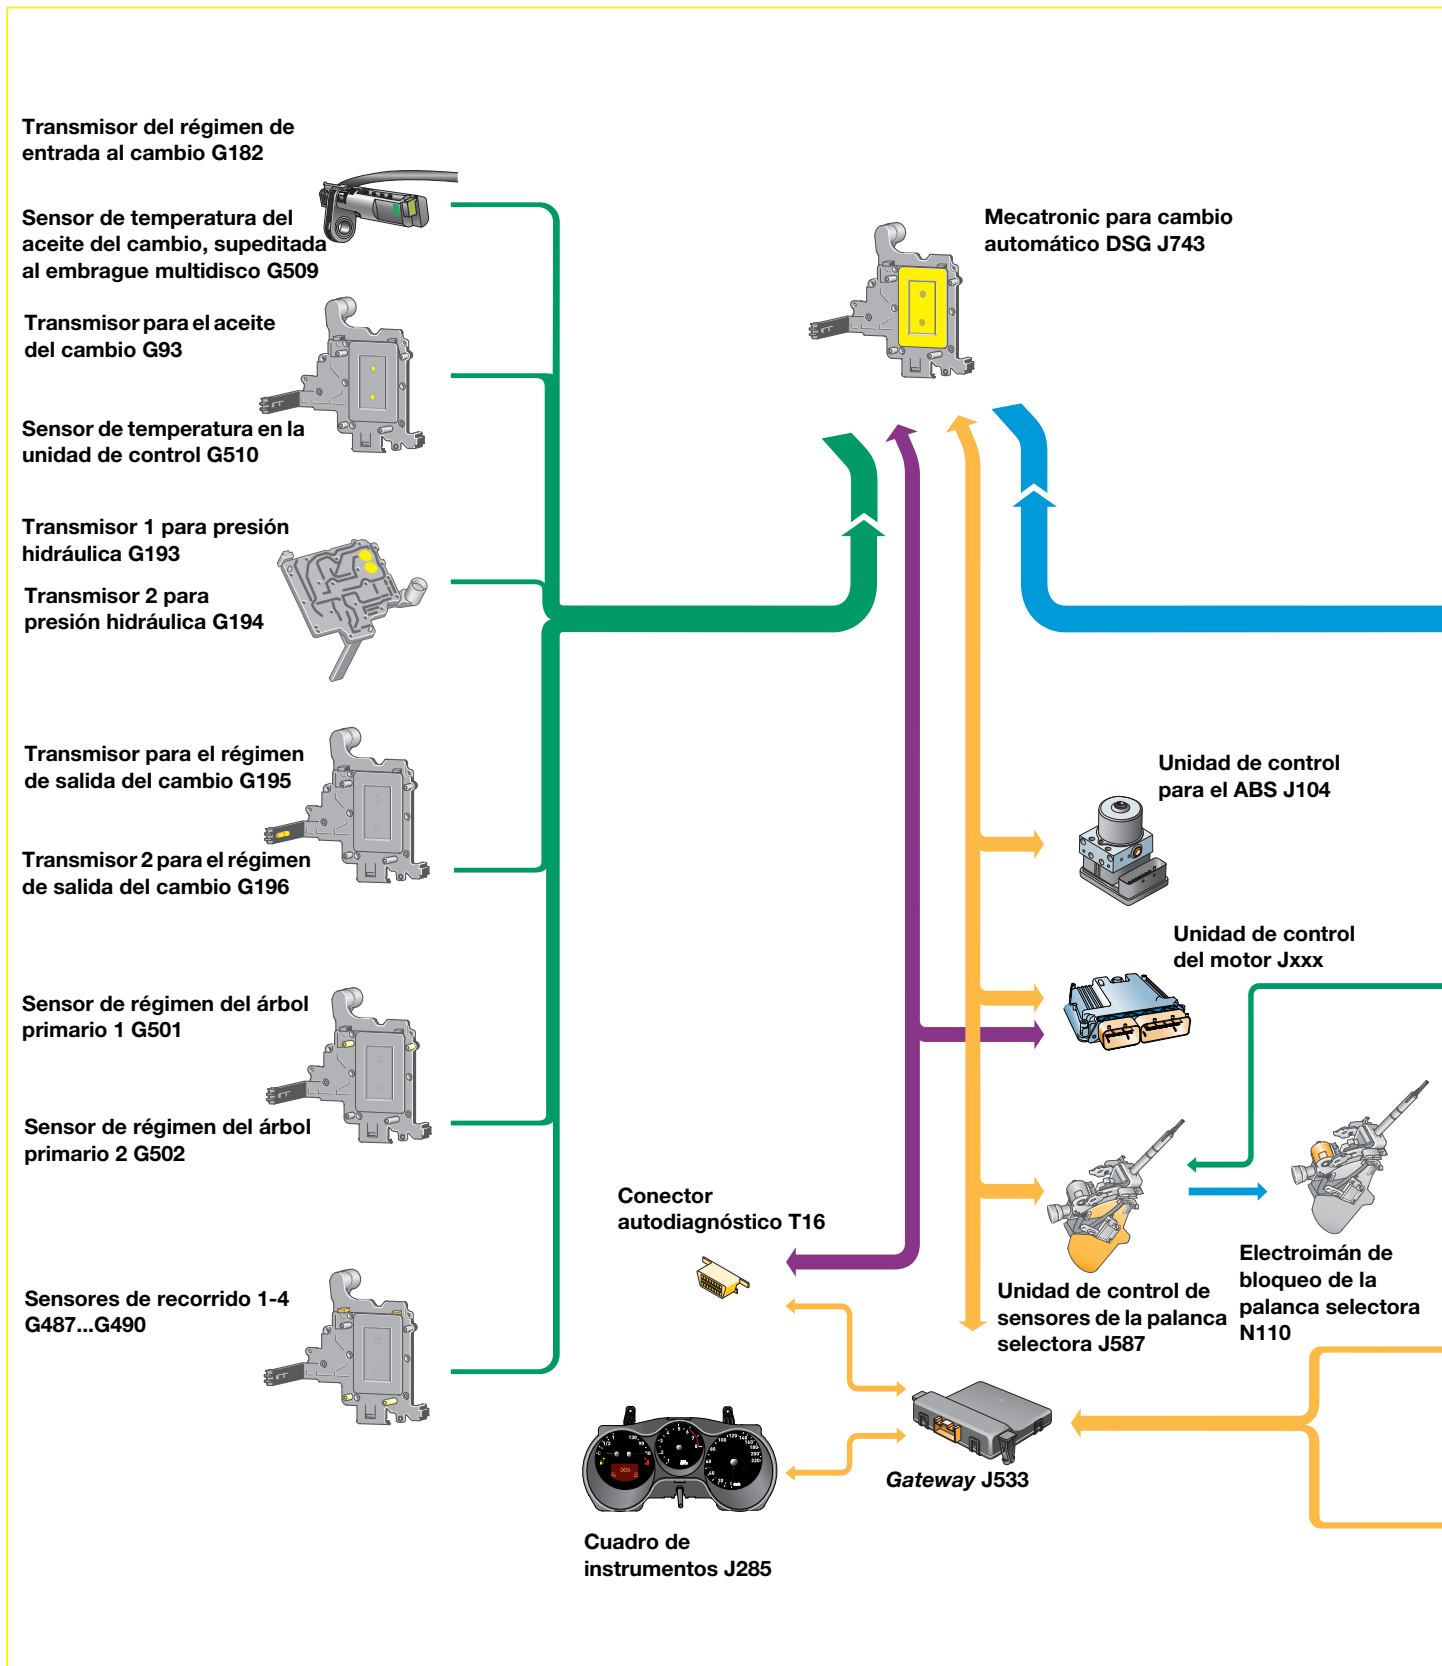 Transmisor del régimen de
entrada al cambio G182
Sensor de temperatura del
aceite del cambio, supeditada
al embrague multidisco G509
Transmisor para el aceite
del cambio G93
Sensor de temperatura en la
unidad de control G510
Transmisor 1 para presión
hidráulica G193
Transmisor 2 para
presión hidráulica G194
Transmisor para el régimen
de salida del cambio G195
Transmisor 2 para el régimen
de salida del cambio G196
Sensor de régimen del árbol
primario 1 G501
Sensor de régimen del árbol
primario 2 G502
Sensores de recorrido 1-4
G487...G490
Mecatronic para cambio
automático DSG J743
Unidad de control
para el ABS J104
Unidad de control
del motor Jxxx
Conector
autodiagnóstico T16
Unidad de control de
sensores de la palanca
selectora J587
Electroimán de
bloqueo de la
palanca selectora
N110
Gateway J533
Cuadro de
instrumentos J285